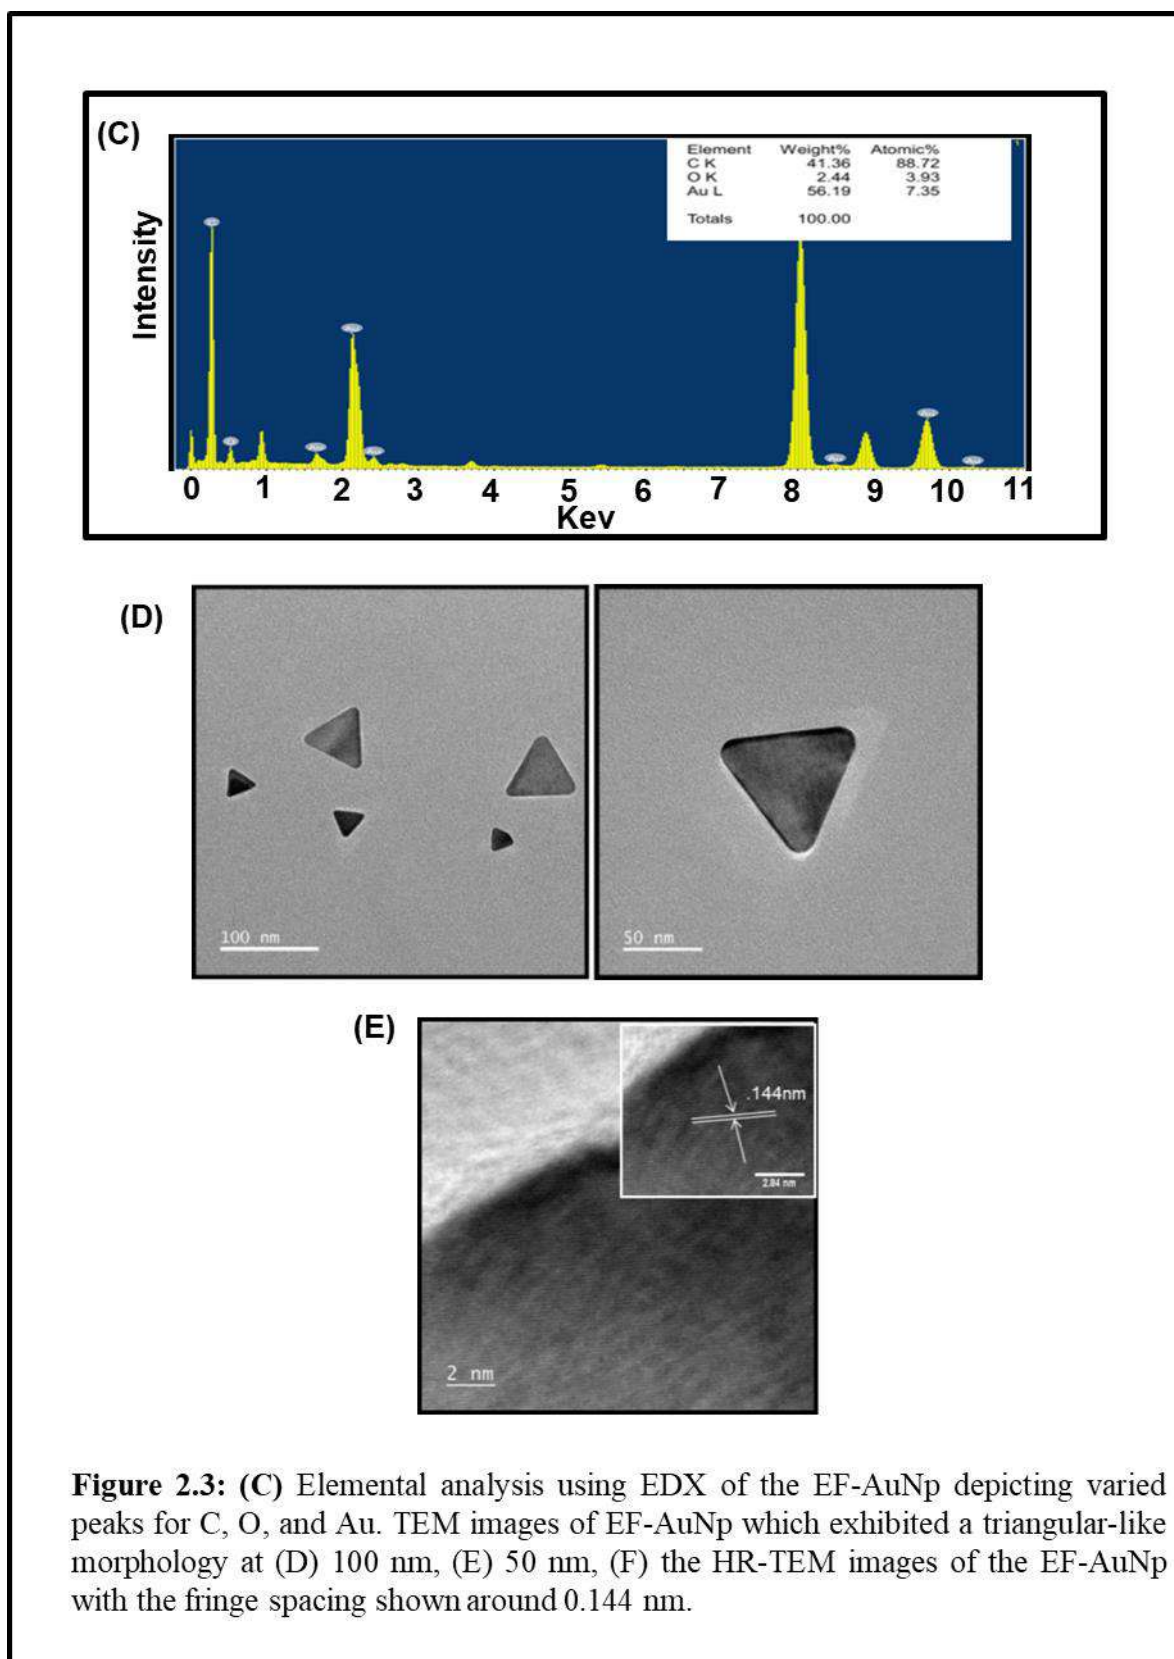 (C)
Element Weight% Atomic%
C K 41.36 88.72
O K 2.44 3.93
Au L 56.19 7.35
Totals 100.00
Intensity
0 1 2 3 4 5 6 7 8 9 10 11
Kev
(D)
100 nm
50 nm
(E)
.144nm
2.84 nm
2 nm
Figure 2.3: (C) Elemental analysis using EDX of the EF-AuNp depicting varied
peaks for C, O, and Au. TEM images of EF-AuNp which exhibited a triangular-like
morphology at (D) 100 nm, (E) 50 nm, (F) the HR-TEM images of the EF-AuNp
with the fringe spacing shown around 0.144 nm.